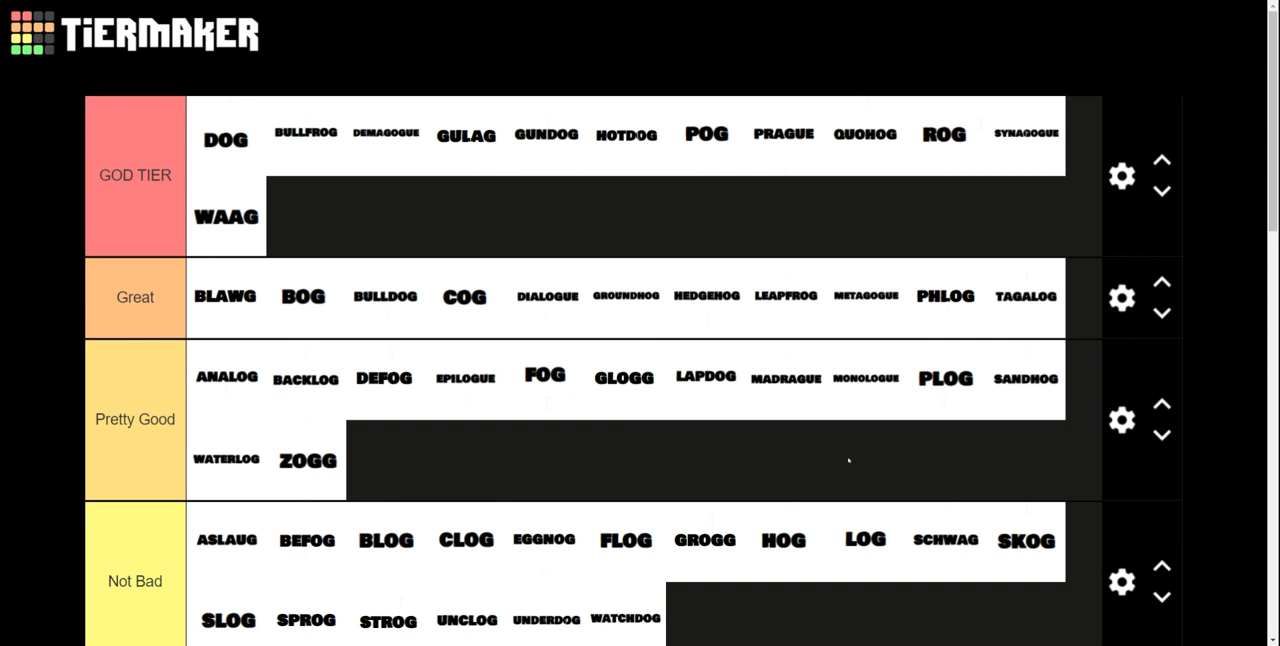 TiERMAKER
GOD TIER
DOG BULLFROG DEMAGOGUE GULAG GUNDOG HOTDOG POG PRAGUE QUOHOG ROG SYNAGOGUE
WAAG
Great
BLAWG BOG BULLDOG COG DIALOGUE GROUNDHOG HEDGEHOG LEAPFROG METAGOGUE PHLOG TAGALOG
Pretty Good
ANALOG BACKLOG DEFOG EPILOGUE FOG GLOGG LAPDOG MADRAGUE MONOLOGUE PLOG SANDHOG
WATERLOG ZOGG
Not Bad
ASLAUG BEFOG BLOG CLOG EGGNOG FLOG GROGG HOG LOG SCHWAG SKOG
SLOG SPROG STROG UNCLOG UNDERDOG WATCHDOG